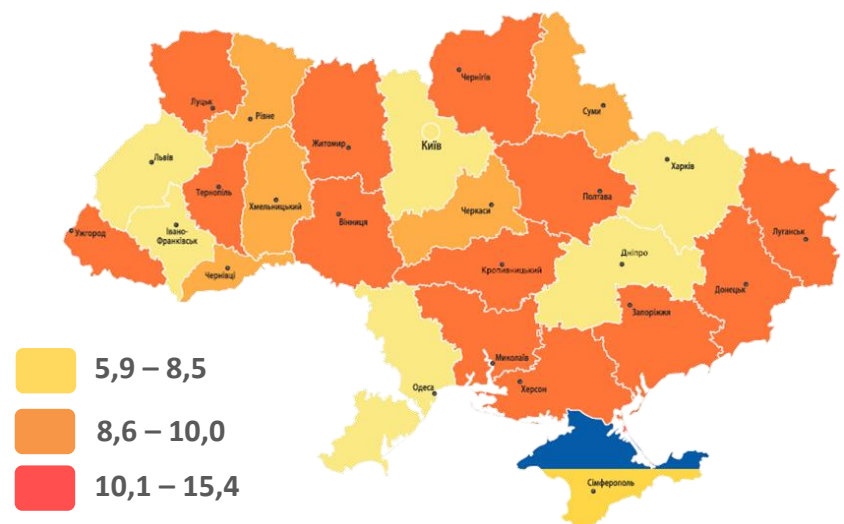 Чернігів
Луцьк
Рівне
Суми
Житомир
Київ
Львів
Харків
Тернопіль
Хмельницький
Черкаси
Полтава
Вінниця
Івано-
Франківськ
Ужгород
Луганськ
Чернівці
Кропивницький
Дніпро
Донецьк
Запоріжжя
Миколаїв
Одеса
Херсон
Сімферополь
5,9 – 8,5
8,6 – 10,0
10,1 – 15,4